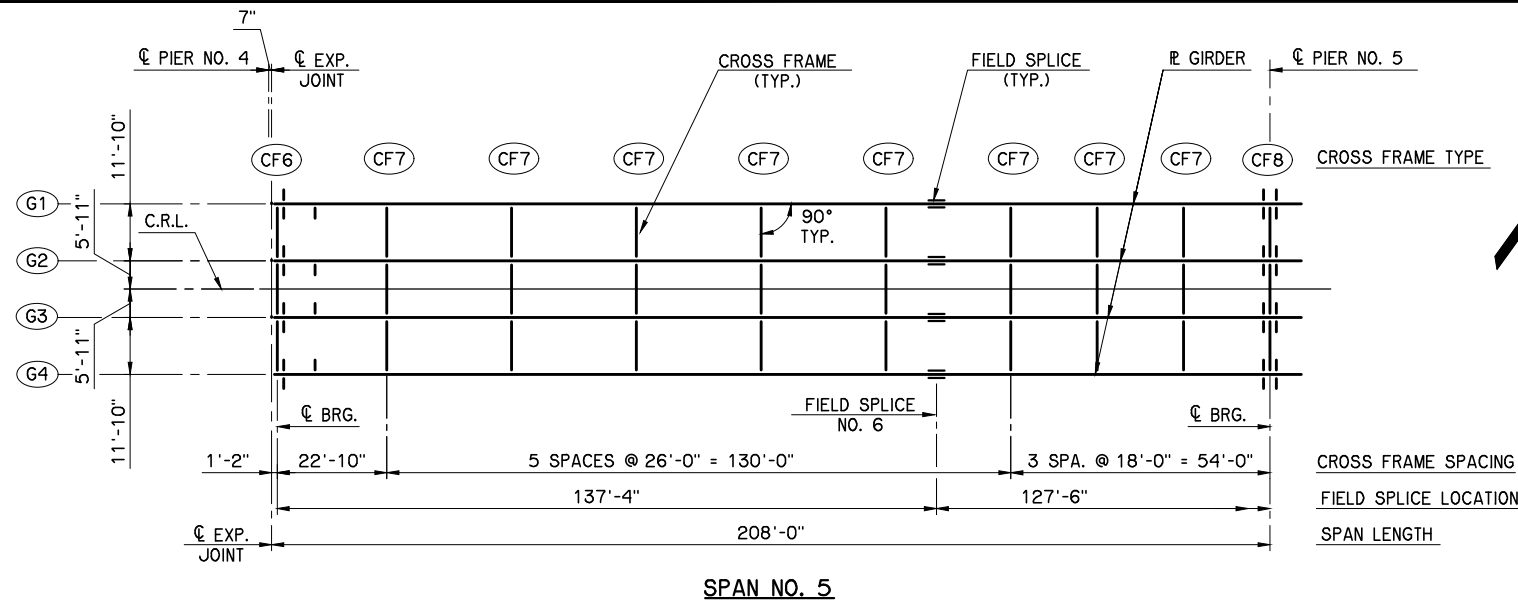 7"
℄ PIER NO. 4
℄ EXP.
JOINT
CROSS FRAME
(TYP.)
FIELD SPLICE
(TYP.)
℞ GIRDER
℄ PIER NO. 5
11'-10"
CF6
CF7
CF7
CF7
CF7
CF7
CF7
CF7
CF7
CF8
CROSS FRAME TYPE
G1
5'-11"
C.R.L.
90°
TYP.
G2
G3
5'-11"
G4
11'-10"
℄ BRG.
FIELD SPLICE
NO. 6
℄ BRG.
1'-2"
22'-10"
5 SPACES @ 26'-0" = 130'-0"
3 SPA. @ 18'-0" = 54'-0"
CROSS FRAME SPACING
137'-4"
127'-6"
FIELD SPLICE LOCATION
℄ EXP.
JOINT
208'-0"
SPAN LENGTH
SPAN NO. 5